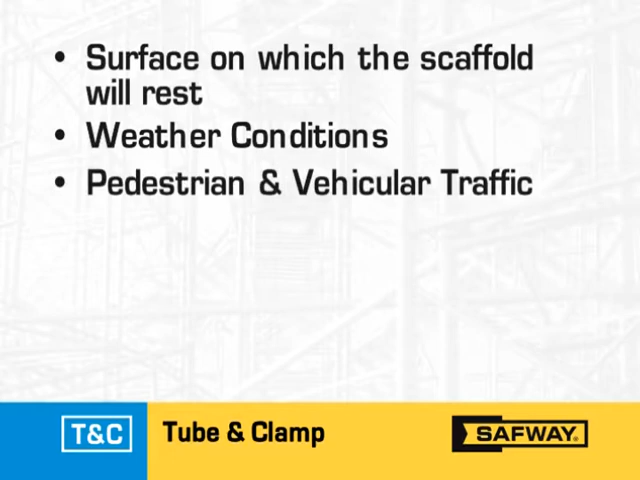 • Surface on which the scaffold
will rest
• Weather Conditions
• Pedestrian & Vehicular Traffic
T&C
Tube & Clamp
SAFWAY®